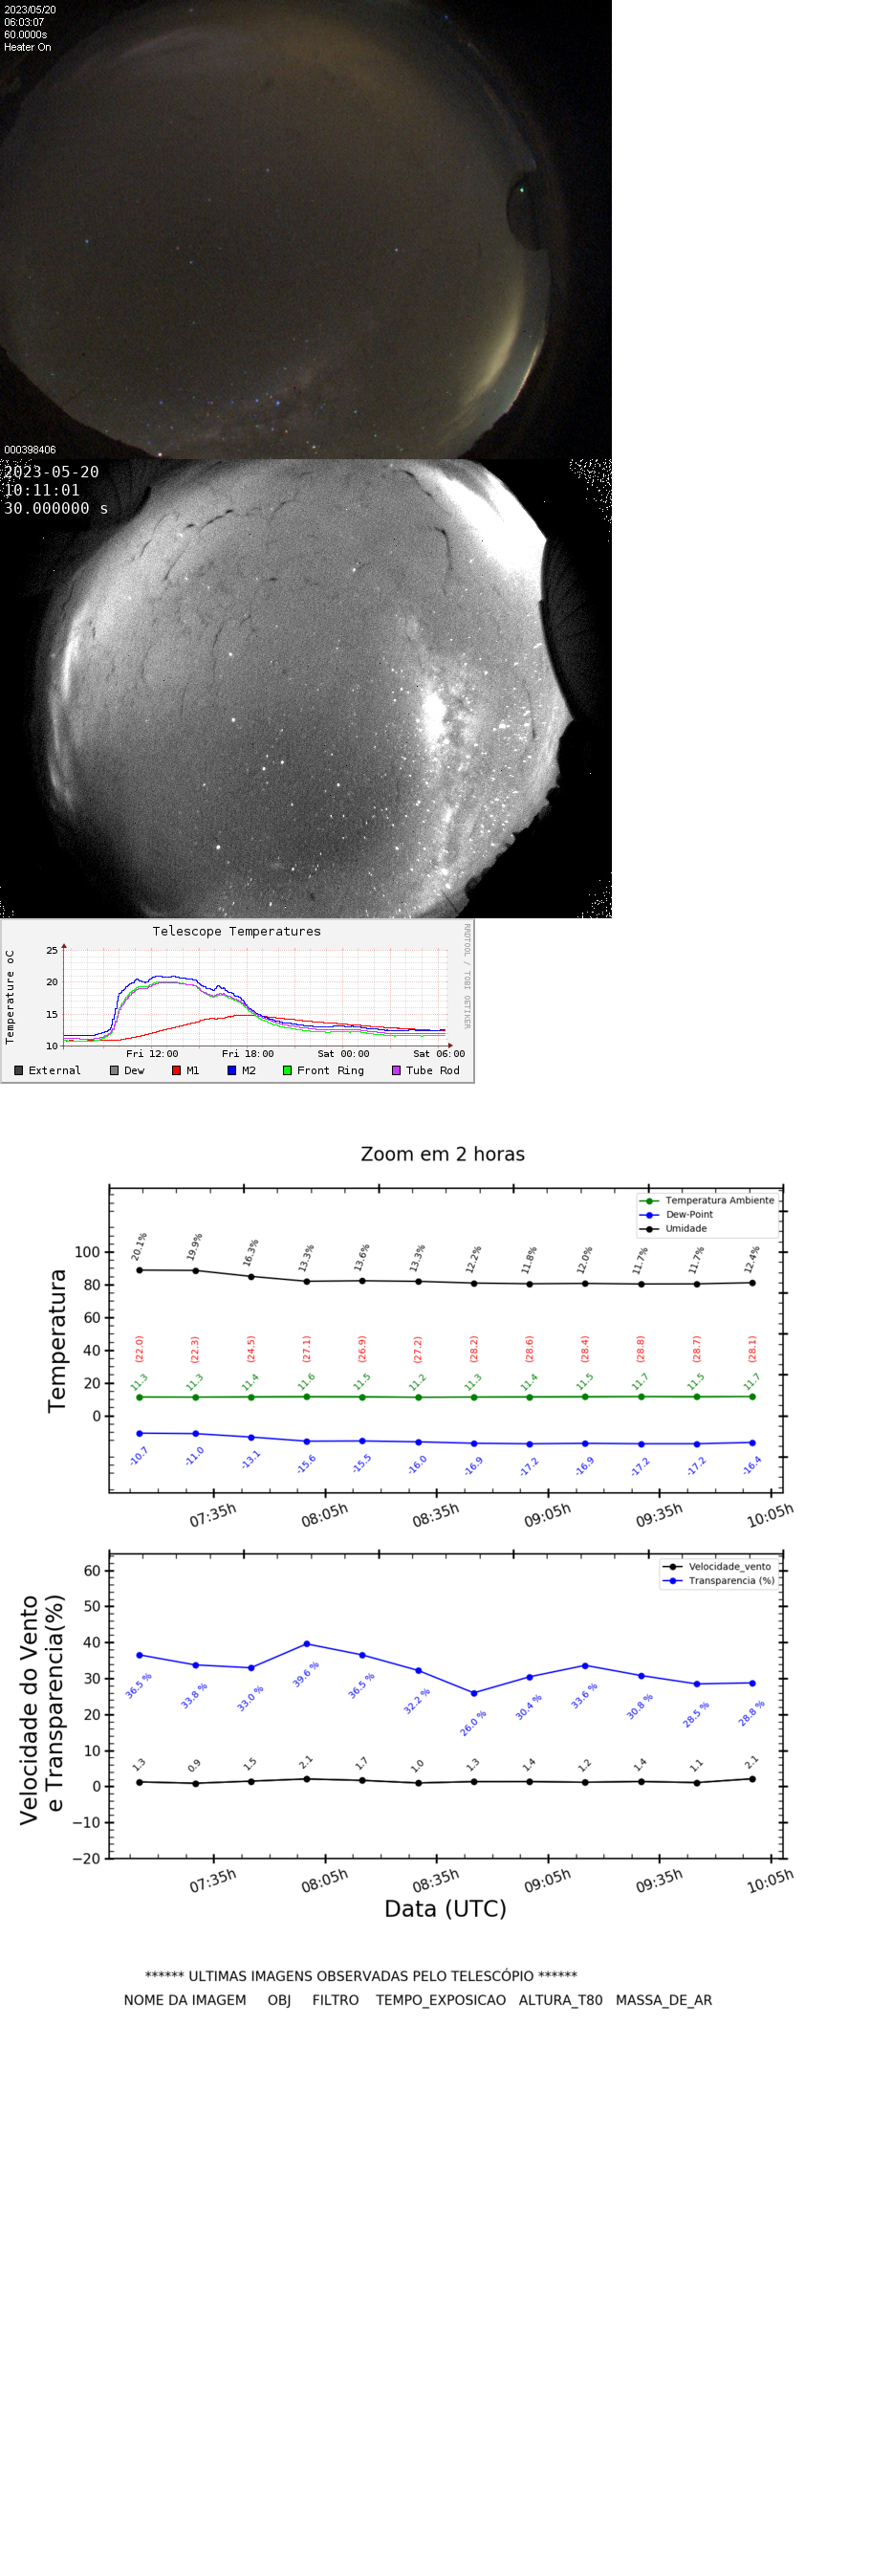 2023/05/20
06:03:07
60.0000s
Heater On
000398406
2023-05-20
10:11:01
30.000000 s
Telescope Temperatures
RRDTOOL / TOBI OETIKER
Temperature oC
25
20
15
10
Fri 12:00 Fri 18:00 Sat 00:00 Sat 06:00
External Dew M1 M2 Front Ring Tube Rod
Zoom em 2 horas
Temperatura Ambiente
Dew-Point
Umidade
Temperatura
100
80
60
40
20
0
20.1% 19.9% 16.3% 13.3% 13.6% 13.3% 12.2% 11.8% 12.0% 11.7% 11.7% 12.4%
(22.0) (22.3) (24.5) (27.1) (26.9) (27.2) (28.2) (28.6) (28.4) (28.8) (28.7) (28.1)
11.3 11.3 11.4 11.6 11.5 11.2 11.3 11.4 11.5 11.7 11.5 11.7
-10.7 -11.0 -13.1 -15.6 -15.5 -16.0 -16.9 -17.2 -16.9 -17.2 -17.2 -16.4
07:35h 08:05h 08:35h 09:05h 09:35h 10:05h
Velocidade_vento
Transparencia (%)
Velocidade do Vento
e Transparencia(%)
60
50
40
30
20
10
0
−10
−20
36.5 % 33.8 % 33.0 % 39.6 % 36.5 % 32.2 % 26.0 % 30.4 % 33.6 % 30.8 % 28.5 % 28.8 %
1.3 0.9 1.5 2.1 1.7 1.0 1.3 1.4 1.2 1.4 1.1 2.1
07:35h 08:05h 08:35h 09:05h 09:35h 10:05h
Data (UTC)
****** ULTIMAS IMAGENS OBSERVADAS PELO TELESCÓPIO ******
NOME DA IMAGEM OBJ FILTRO TEMPO_EXPOSICAO ALTURA_T80 MASSA_DE_AR